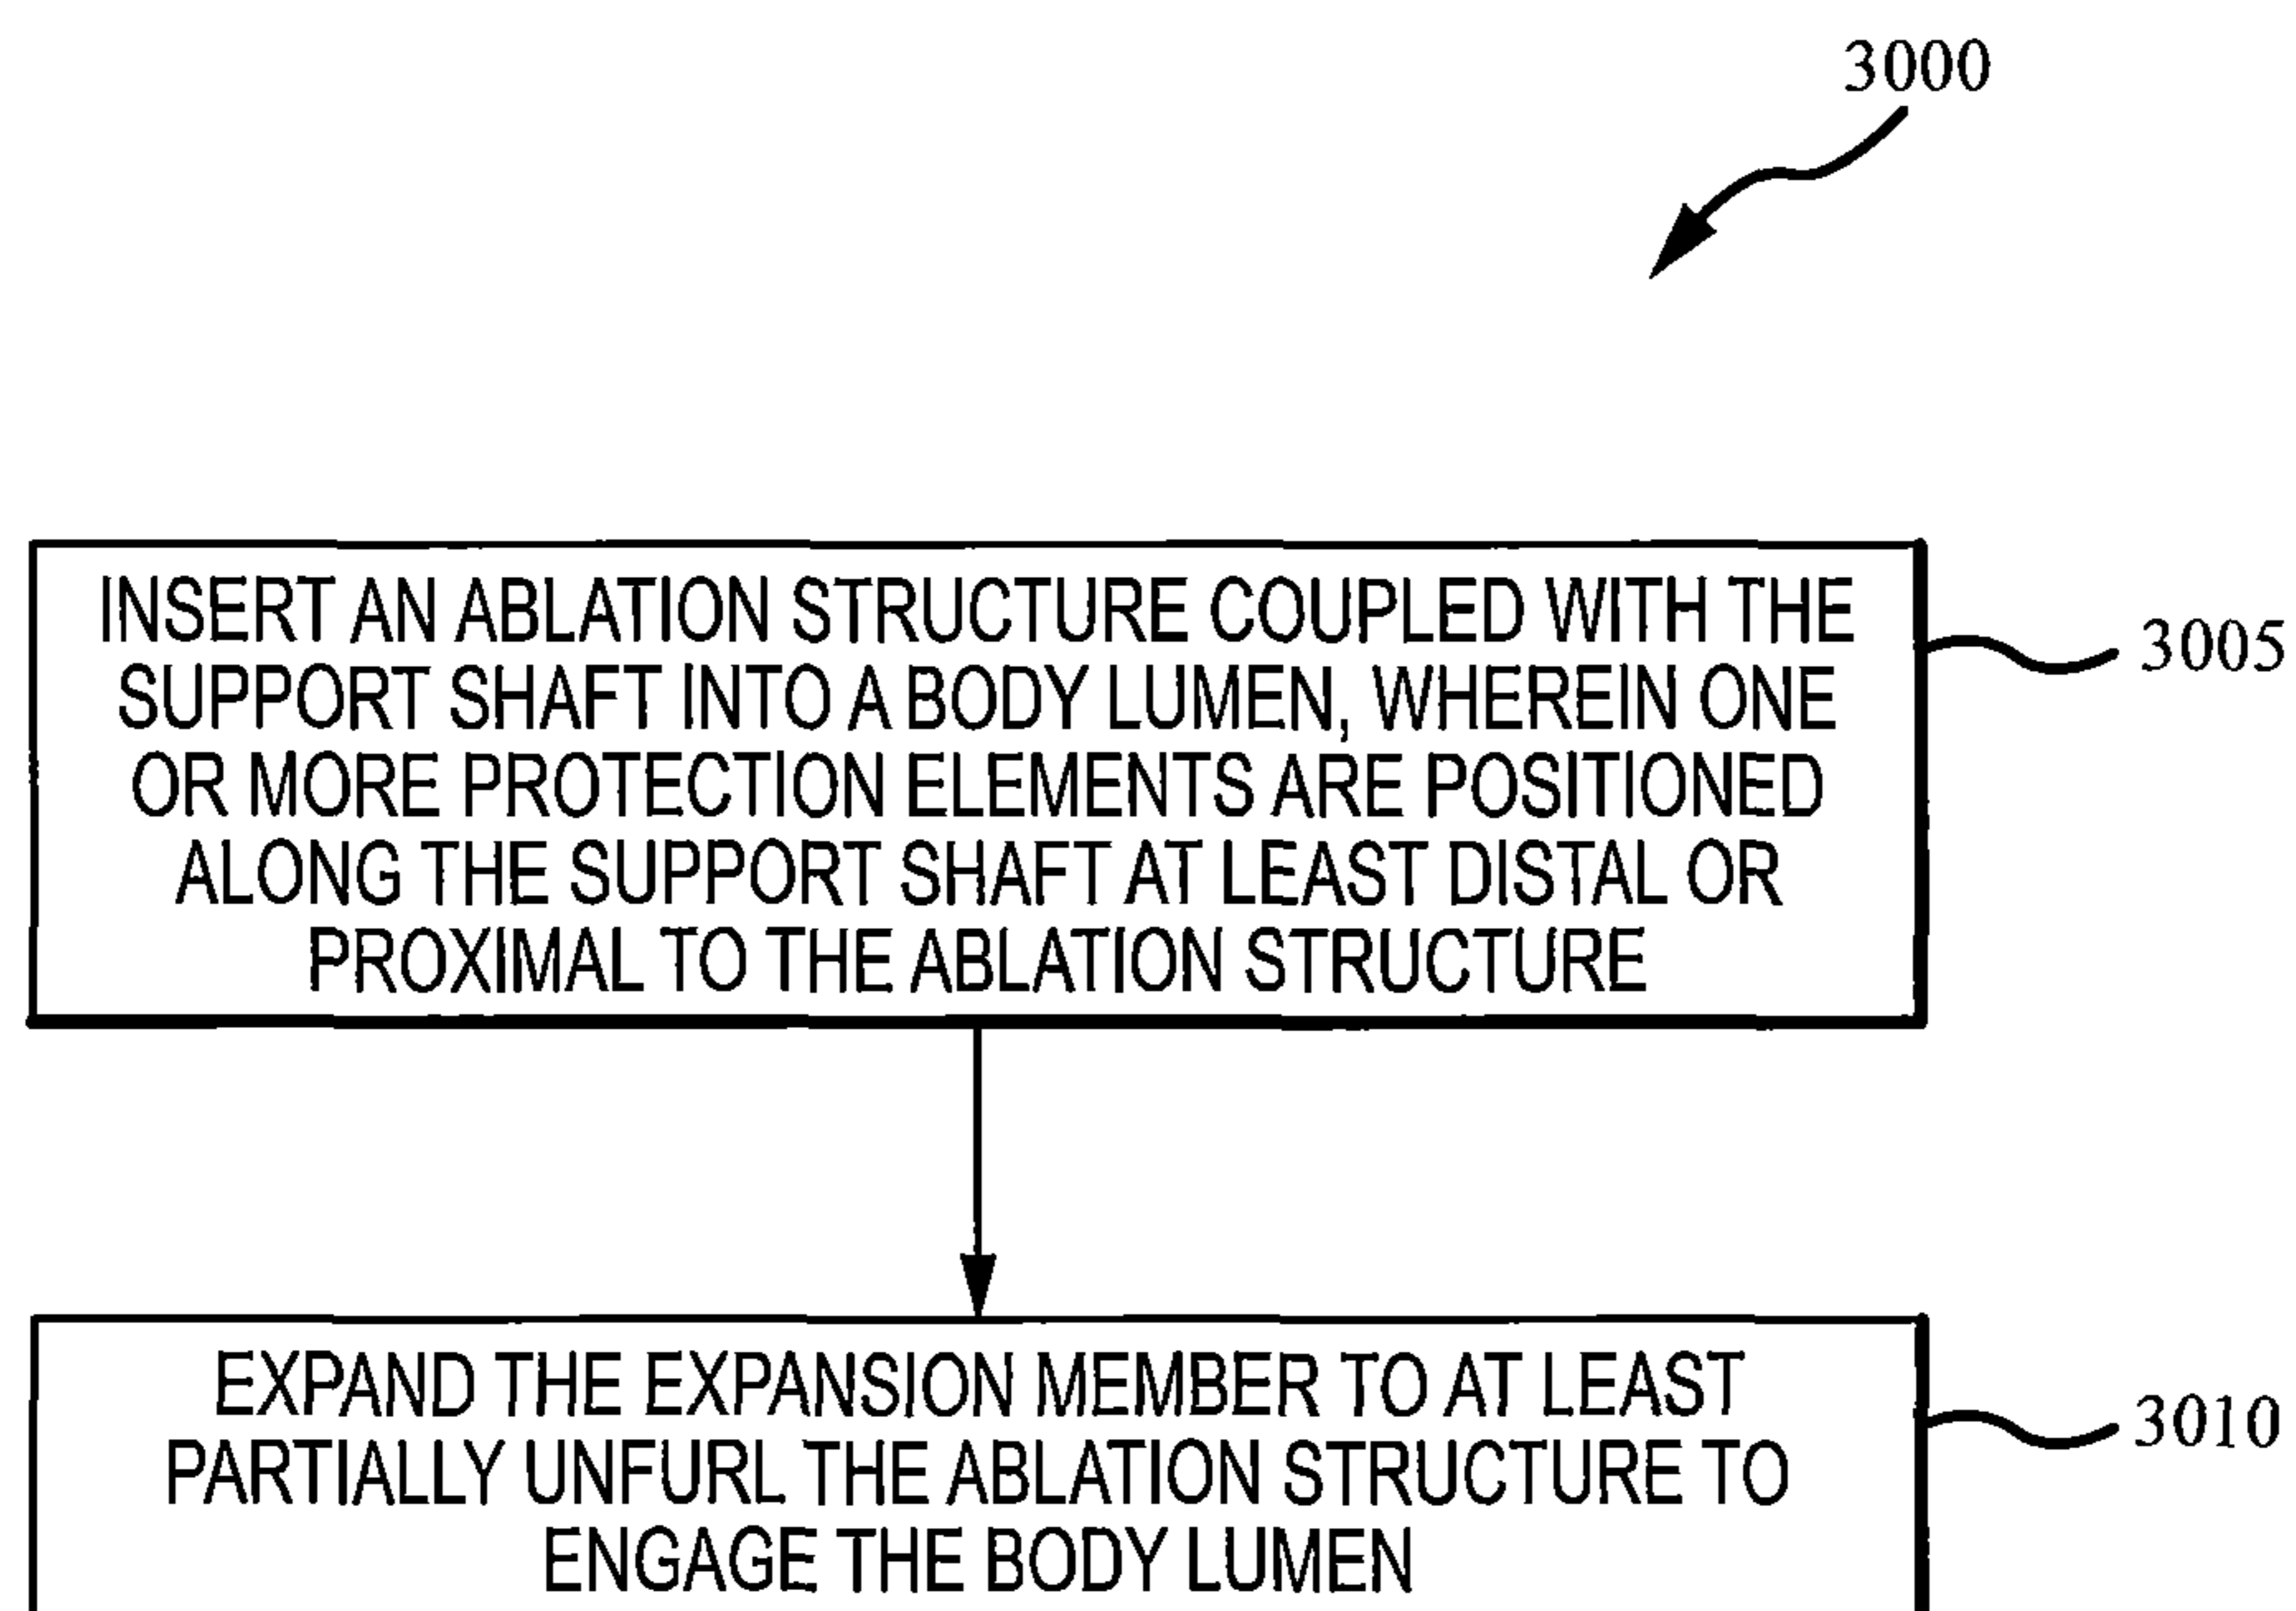 3000
INSERT AN ABLATION STRUCTURE COUPLED WITH THE
SUPPORT SHAFT INTO A BODY LUMEN, WHEREIN ONE
OR MORE PROTECTION ELEMENTS ARE POSITIONED
ALONG THE SUPPORT SHAFT AT LEAST DISTAL OR
PROXIMAL TO THE ABLATION STRUCTURE
3005
EXPAND THE EXPANSION MEMBER TO AT LEAST
PARTIALLY UNFURL THE ABLATION STRUCTURE TO
ENGAGE THE BODY LUMEN
3010